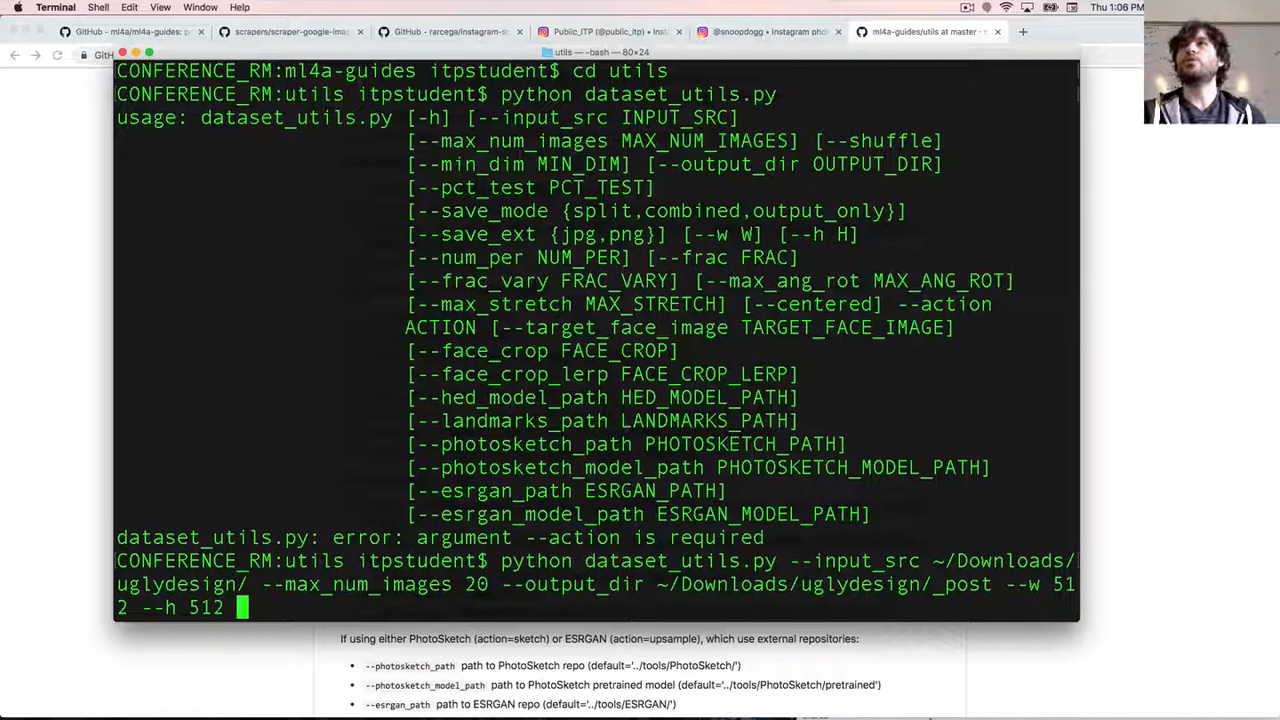 Terminal Shell Edit View Window Help Thu 1:06 PM
GitHub - ml4a/ml4a-guides: p scrapers/scraper-google-ima GitHub - rarcega/instagram-s Public_ITP (@public_itp) • Insta @snoopdogg • Instagram pho ml4a-guides/utils at master · m
utils — -bash — 80×24
CONFERENCE_RM:ml4a-guides itpstudent$ cd utils
CONFERENCE_RM:utils itpstudent$ python dataset_utils.py
usage: dataset_utils.py [-h] [--input_src INPUT_SRC]
[--max_num_images MAX_NUM_IMAGES] [--shuffle]
[--min_dim MIN_DIM] [--output_dir OUTPUT_DIR]
[--pct_test PCT_TEST]
[--save_mode {split,combined,output_only}]
[--save_ext {jpg,png}] [--w W] [--h H]
[--num_per NUM_PER] [--frac FRAC]
[--frac_vary FRAC_VARY] [--max_ang_rot MAX_ANG_ROT]
[--max_stretch MAX_STRETCH] [--centered] --action
ACTION [--target_face_image TARGET_FACE_IMAGE]
[--face_crop FACE_CROP]
[--face_crop_lerp FACE_CROP_LERP]
[--hed_model_path HED_MODEL_PATH]
[--landmarks_path LANDMARKS_PATH]
[--photosketch_path PHOTOSKETCH_PATH]
[--photosketch_model_path PHOTOSKETCH_MODEL_PATH]
[--esrgan_path ESRGAN_PATH]
[--esrgan_model_path ESRGAN_MODEL_PATH]
dataset_utils.py: error: argument --action is required
CONFERENCE_RM:utils itpstudent$ python dataset_utils.py --input_src ~/Downloads/
uglydesign/ --max_num_images 20 --output_dir ~/Downloads/uglydesign/_post --w 51
2 --h 512
If using either PhotoSketch (action=sketch) or ESRGAN (action=upsample), which use external repositories:
• --photosketch_path path to PhotoSketch repo (default='../tools/PhotoSketch/')
• --photosketch_model_path path to PhotoSketch pretrained model (default='../tools/PhotoSketch/pretrained')
• --esrgan_path path to ESRGAN repo (default='../tools/ESRGAN/')